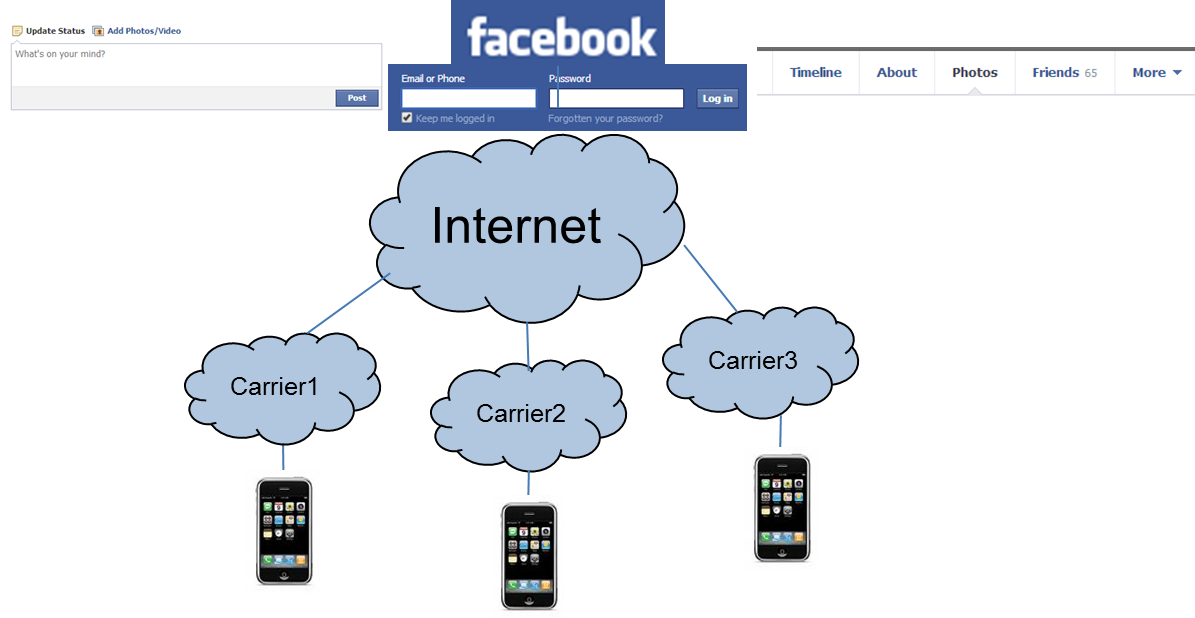 Update Status Add Photos/Video
What's on your mind?
Post
facebook
Email or Phone Password
Log in
Keep me logged in Forgotten your password?
Timeline About Photos Friends 65 More
Internet
Carrier1
Carrier2
Carrier3